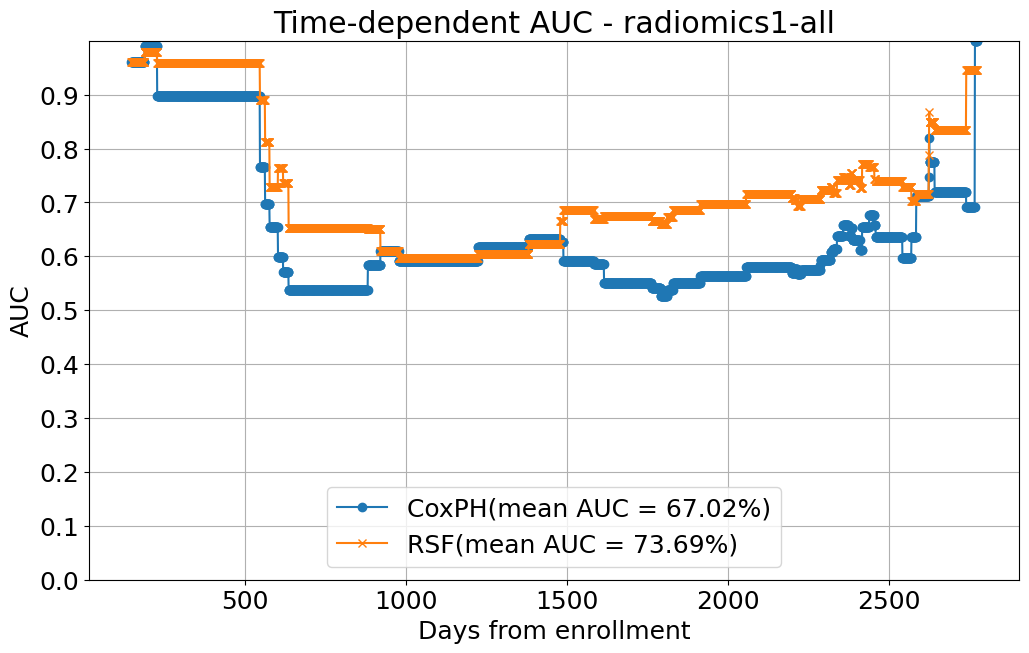 Time-dependent AUC - radiomics1-all
AUC
0.9
0.8
0.7
0.6
0.5
0.4
0.3
0.2
0.1
0.0
CoxPH(mean AUC = 67.02%)
RSF(mean AUC = 73.69%)
500 1000 1500 2000 2500
Days from enrollment